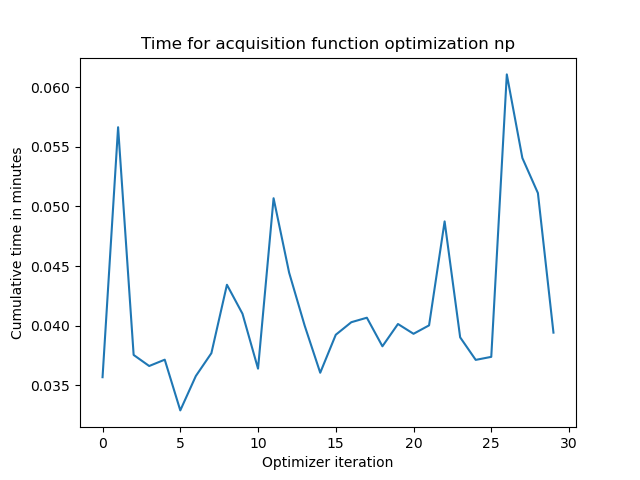 Time for acquisition function optimization np
Cumulative time in minutes
0.060
0.055
0.050
0.045
0.040
0.035
0 5 10 15 20 25 30
Optimizer iteration